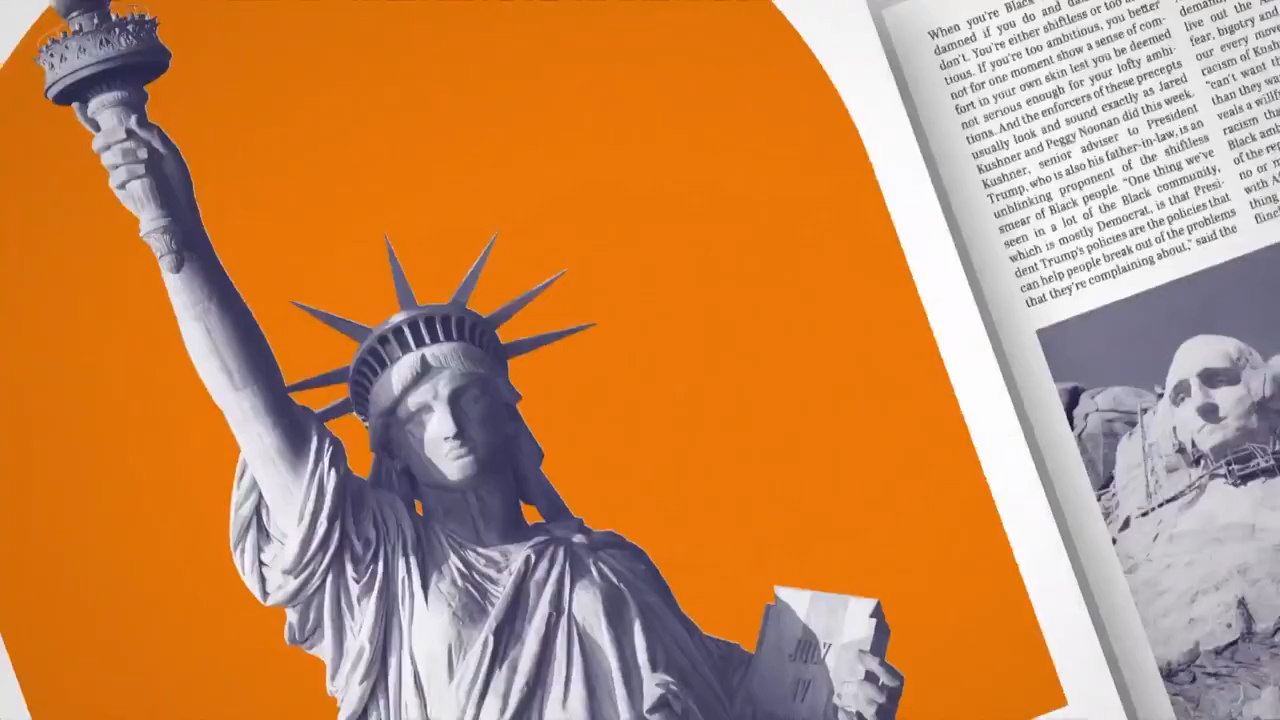 JULY
IV
When you're Black
damned if you do and
don't. You're either shiftless or too
tious. If you're too ambitious, you better
not for one moment show a sense of com-
fort in your own skin lest you be deemed
not serious enough for your lofty ambi-
tions. And the enforcers of these precepts
usually look and sound exactly as Jared
Kushner and Peggy Noonan did this week.
Kushner, senior adviser to President
Trump, who is also his father-in-law, is an
unblinking proponent of the shiftless
smear of Black people. "One thing we've
seen in a lot of the Black community,
which is mostly Democrat, is that Presi-
dent Trump's policies are the policies that
can help people break out of the problems
that they're complaining about," said the
live out the
fear, bigotry and
our every move
racism of Kush
"can't want th
than they wa
veals a willf
racism tha
Black am
of the rep
no or n
with A
thing
flinc